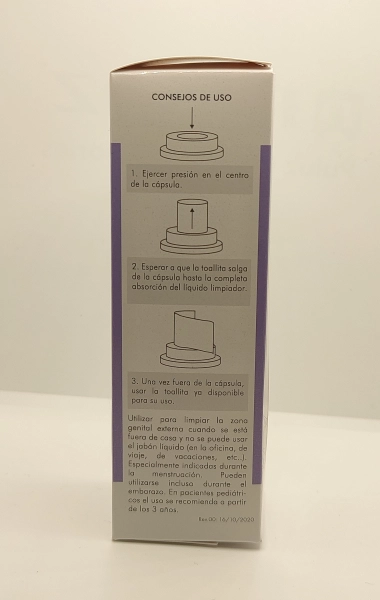 CONSEJOS DE USO
1. Ejercer presión en el centro
de la cápsula.
2. Esperar a que la toallita salga
de la cápsula hasta la completa
absorción del líquido limpiador.
3. Una vez fuera de la cápsula,
usar la toallita ya disponible
para su uso.
Utilizar para limpiar la zona
genital externa cuando se está
fuera de casa y no se puede usar
el jabón líquido (en la oficina, de
viaje, de vacaciones, etc..).
Especialmente indicados durante
la menstruación. Pueden
utilizarse incluso durante el
embarazo. En pacientes pediátri-
cos el uso se recomienda a partir
de los 3 años.
Rev.00: 16/10/2020